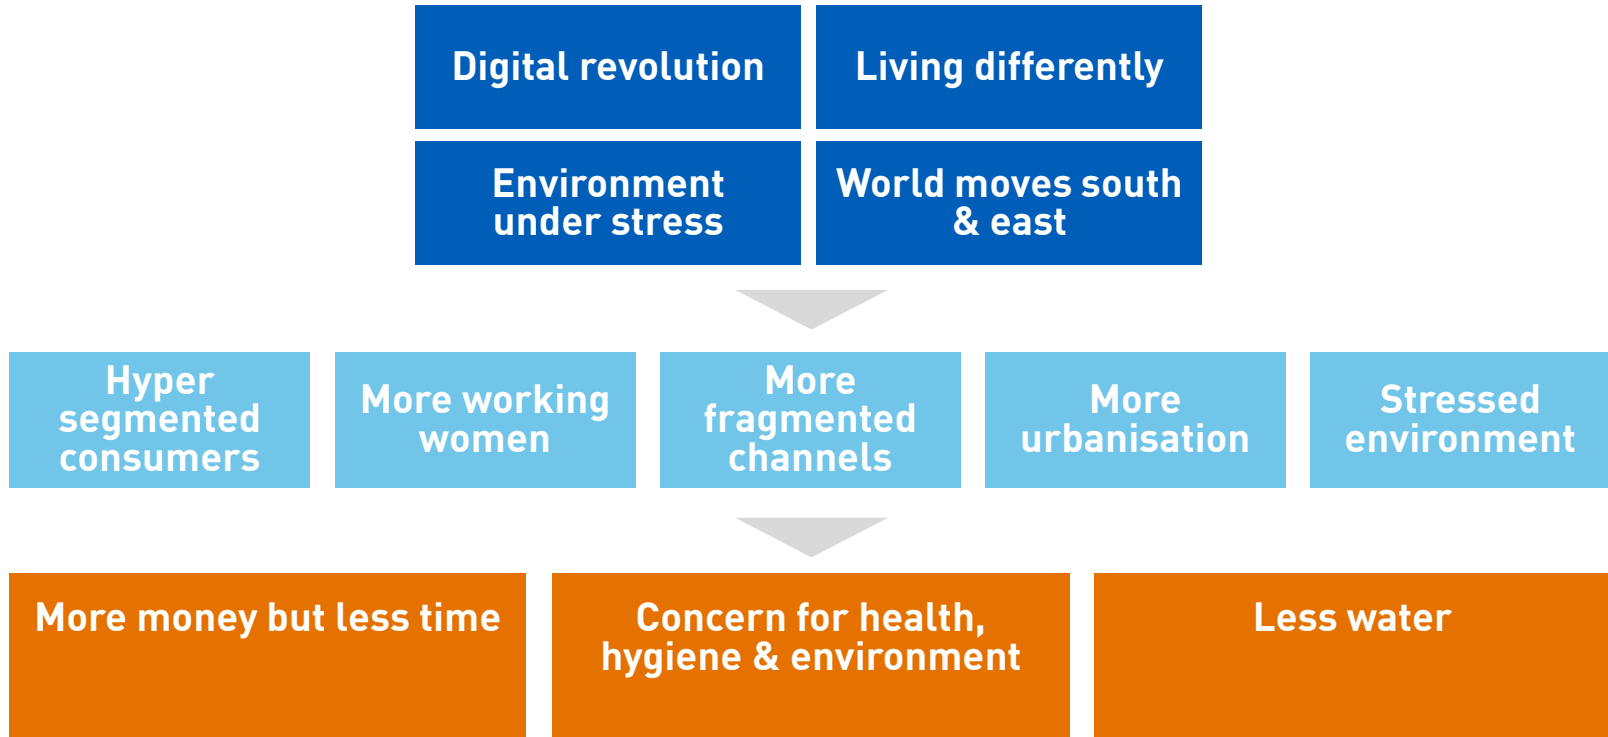 Digital revolution
Living differently
Environment
under stress
World moves south
& east
Hyper
segmented
consumers
More working
women
More
fragmented
channels
More
urbanisation
Stressed
environment
More money but less time
Concern for health,
hygiene & environment
Less water